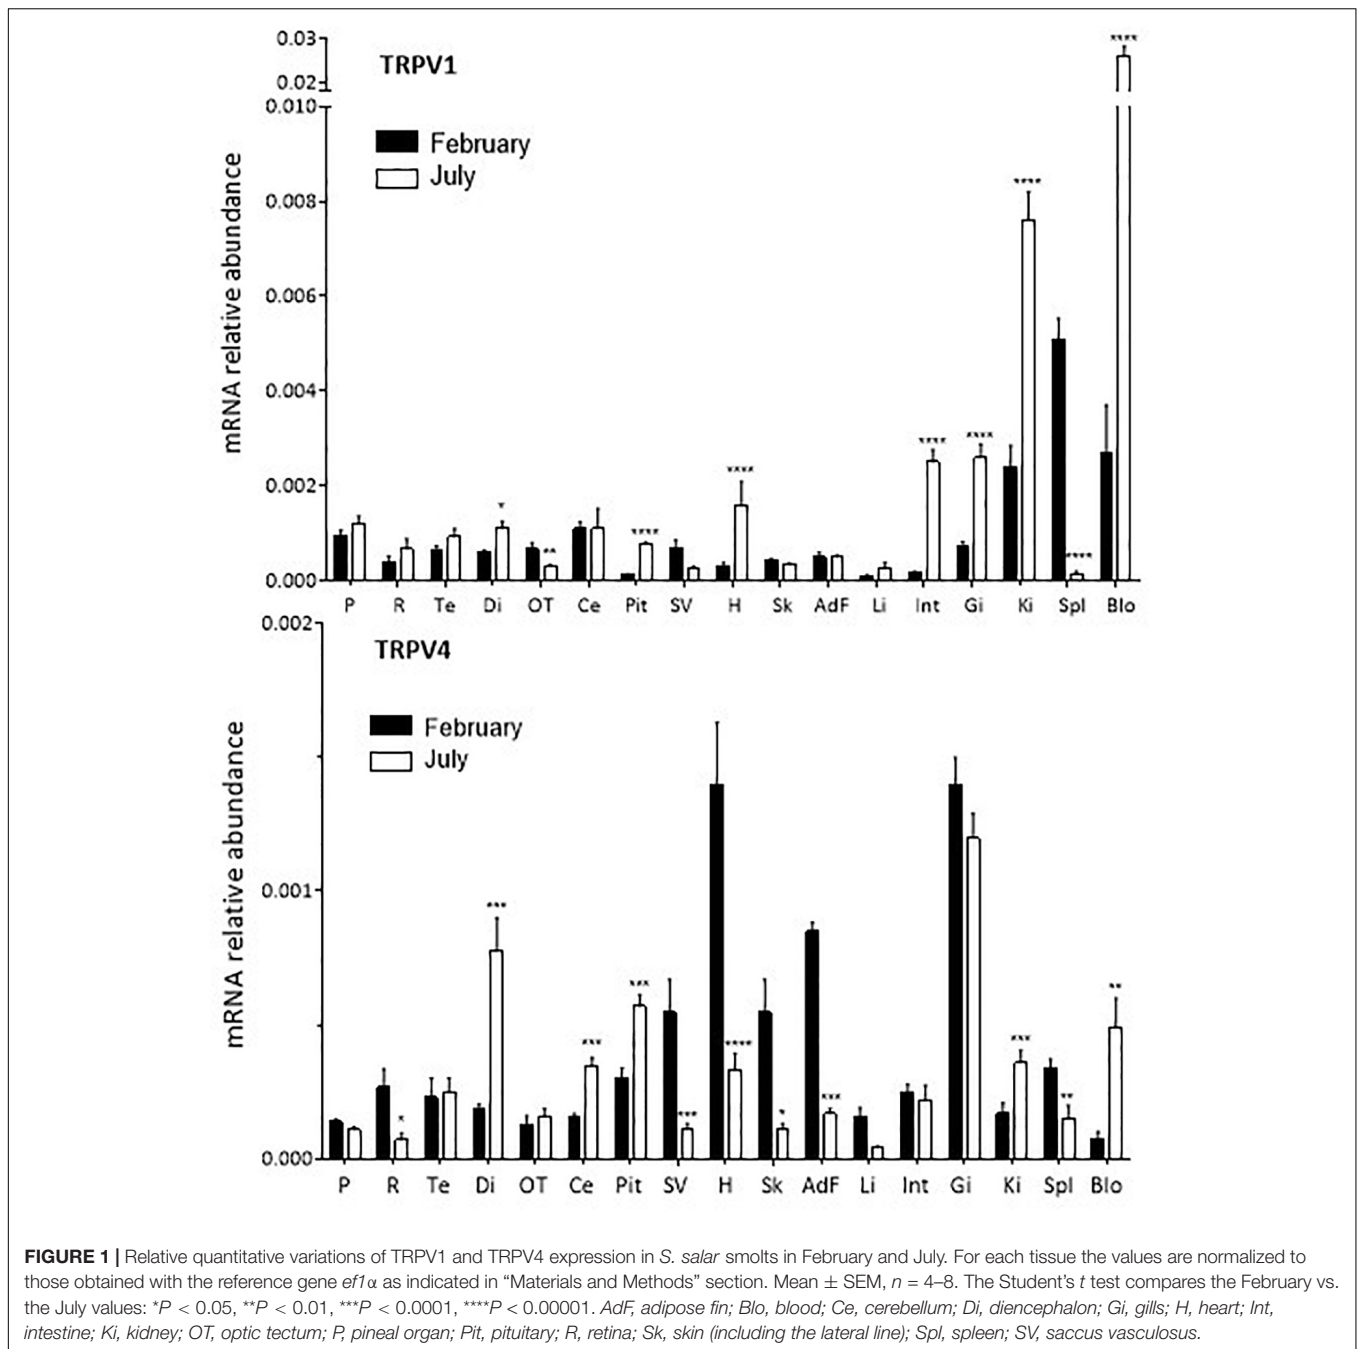 0.03
TRPV1
0.02
0.010
February
July
0.008
0.006
0.004
0.002
0.000
mRNA relative abundance
* ** **** **** **** **** **** **** ****
P R Te Di OT Ce Pit SV H Sk AdF Li Int Gi Ki Spl Blo
0.002
TRPV4
February
July
0.001
0.000
mRNA relative abundance
* *** *** *** *** **** * *** *** ** **
P R Te Di OT Ce Pit SV H Sk AdF Li Int Gi Ki Spl Blo
FIGURE 1 | Relative quantitative variations of TRPV1 and TRPV4 expression in S. salar smolts in February and July. For each tissue the values are normalized to
those obtained with the reference gene ef1α as indicated in “Materials and Methods” section. Mean ± SEM, n = 4–8. The Student’s t test compares the February vs.
the July values: *P < 0.05, **P < 0.01, ***P < 0.0001, ****P < 0.00001. AdF, adipose fin; Blo, blood; Ce, cerebellum; Di, diencephalon; Gi, gills; H, heart; Int,
intestine; Ki, kidney; OT, optic tectum; P, pineal organ; Pit, pituitary; R, retina; Sk, skin (including the lateral line); Spl, spleen; SV, saccus vasculosus.